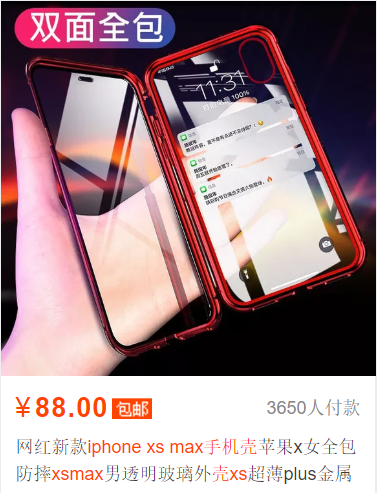 双面全包
11:31
100%
¥88.00 包邮
3650人付款
网红新款iphone xs max手机壳苹果x女全包
防摔xsmax男透明玻璃外壳xs超薄plus金属